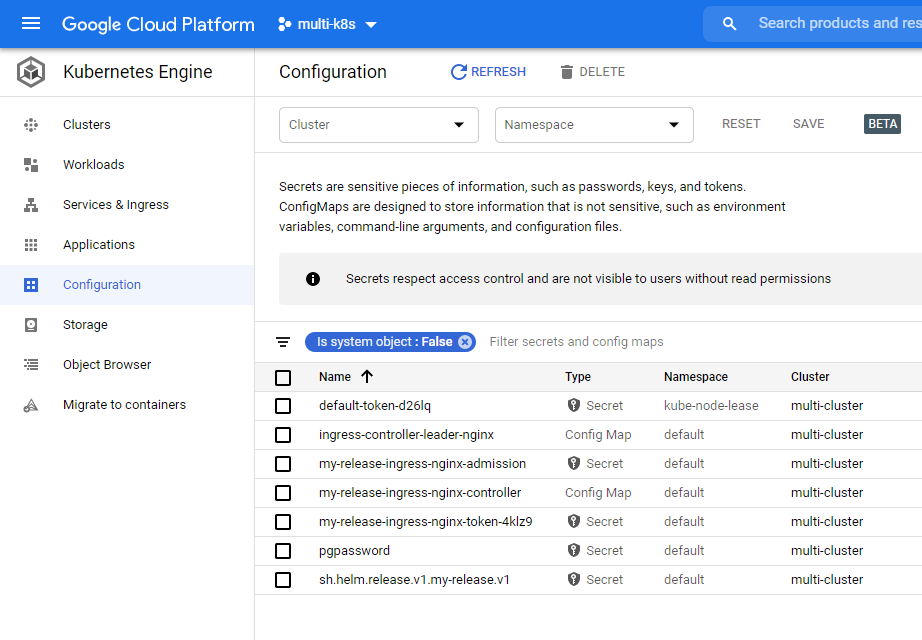 Google Cloud Platform multi-k8s Search products and res
Kubernetes Engine
Clusters
Workloads
Services & Ingress
Applications
Configuration
Storage
Object Browser
Migrate to containers
Configuration REFRESH DELETE
Cluster Namespace RESET SAVE BETA
Secrets are sensitive pieces of information, such as passwords, keys, and tokens.
ConfigMaps are designed to store information that is not sensitive, such as environment
variables, command-line arguments, and configuration files.
Secrets respect access control and are not visible to users without read permissions
Is system object : False Filter secrets and config maps
Name Type Namespace Cluster
default-token-d26lq Secret kube-node-lease multi-cluster
ingress-controller-leader-nginx Config Map default multi-cluster
my-release-ingress-nginx-admission Secret default multi-cluster
my-release-ingress-nginx-controller Config Map default multi-cluster
my-release-ingress-nginx-token-4klz9 Secret default multi-cluster
pgpassword Secret default multi-cluster
sh.helm.release.v1.my-release.v1 Secret default multi-cluster